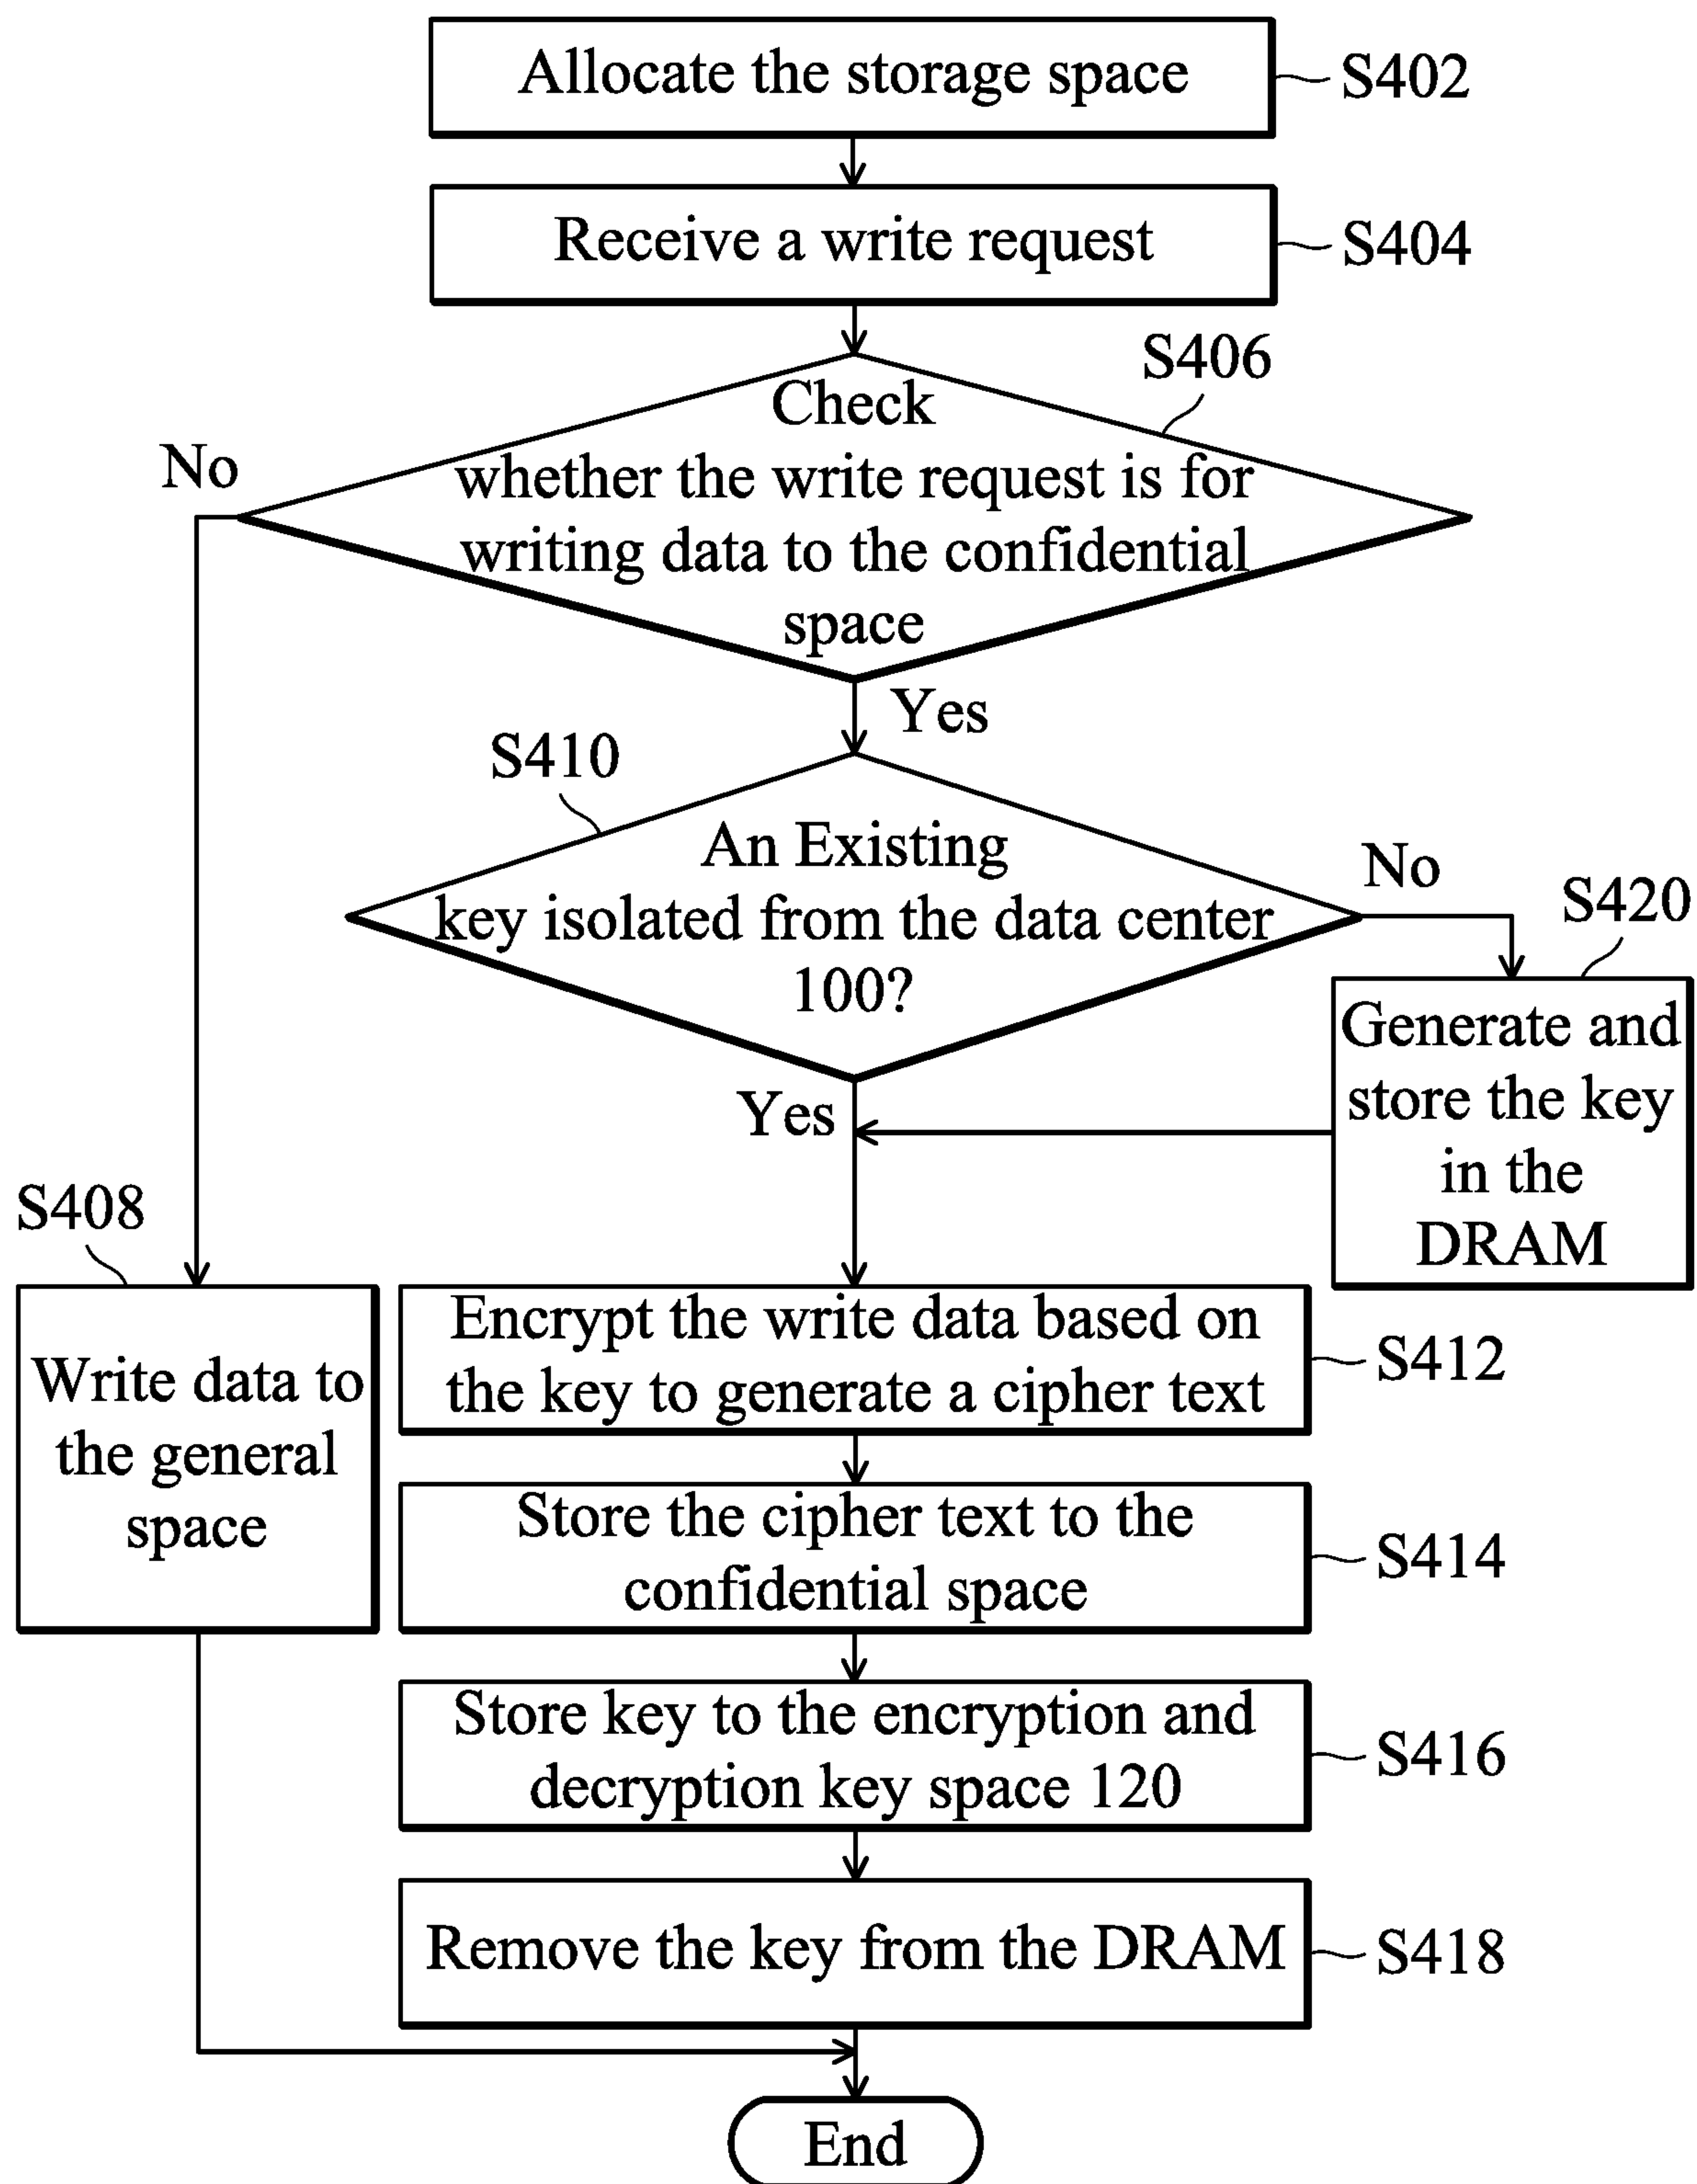 Allocate the storage space
S402
Receive a write request
S404
S406
Check
whether the write request is for
writing data to the confidential
space
No
Yes
S410
An Existing
key isolated from the data center
100?
No
S420
Generate and
store the key
in the
DRAM
Yes
S408
Write data to
the general
space
Encrypt the write data based on
the key to generate a cipher text
S412
Store the cipher text to the
confidential space
S414
Store key to the encryption and
decryption key space 120
S416
Remove the key from the DRAM
S418
End